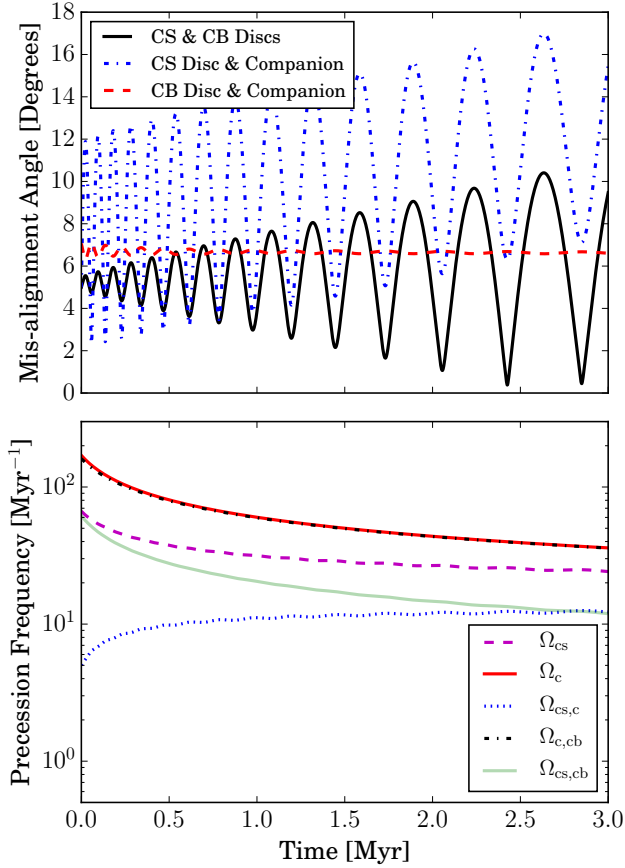 18
16
14
12
10
8
6
4
2
0
Mis-alignment Angle [Degrees]
CS & CB Discs
CS Disc & Companion
CB Disc & Companion
10²
10¹
10⁰
Precession Frequency [Myr⁻¹]
Ω_cs
Ω_c
Ω_cs,c
Ω_c,cb
Ω_cs,cb
0.0 0.5 1.0 1.5 2.0 2.5 3.0
Time [Myr]